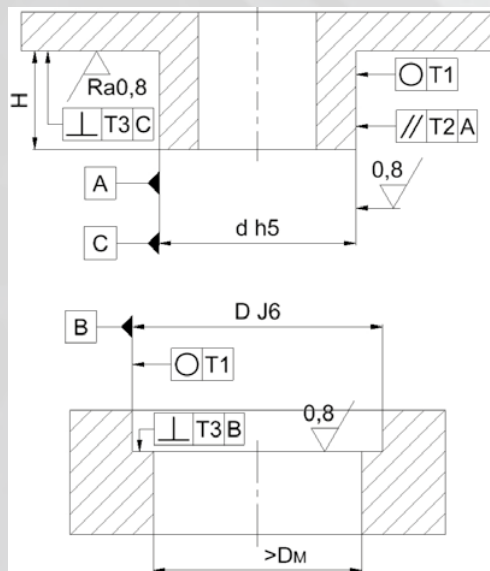 H
Ra0,8
⊥ T3 C
○ T1
// T2 A
A
0,8
C
d h5
B
D J6
○ T1
⊥ T3 B
0,8
>DM